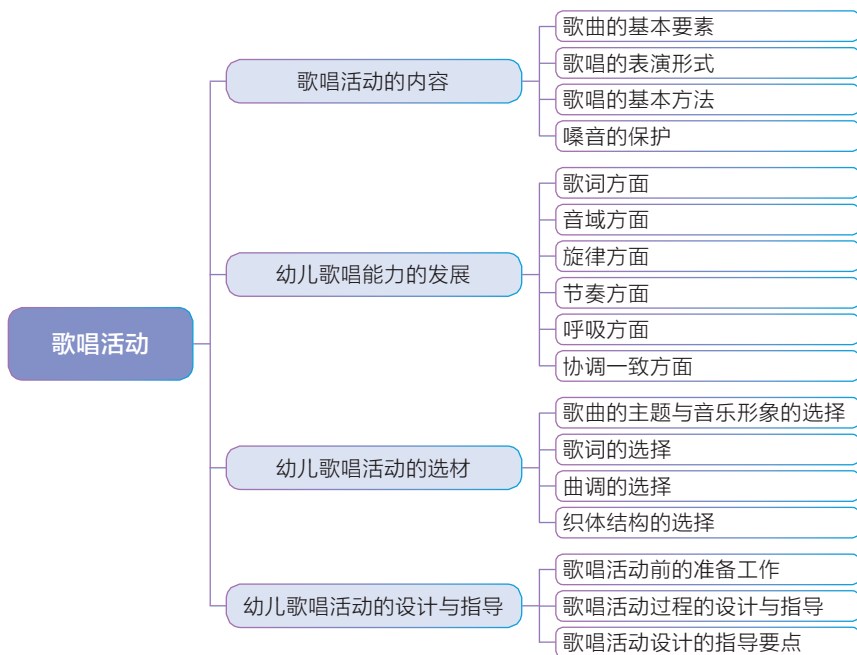 歌唱活动
歌唱活动的内容
歌曲的基本要素
歌唱的表演形式
歌唱的基本方法
嗓音的保护
幼儿歌唱能力的发展
歌词方面
音域方面
旋律方面
节奏方面
呼吸方面
协调一致方面
幼儿歌唱活动的选材
歌曲的主题与音乐形象的选择
歌词的选择
曲调的选择
织体结构的选择
幼儿歌唱活动的设计与指导
歌唱活动前的准备工作
歌唱活动过程的设计与指导
歌唱活动设计的指导要点